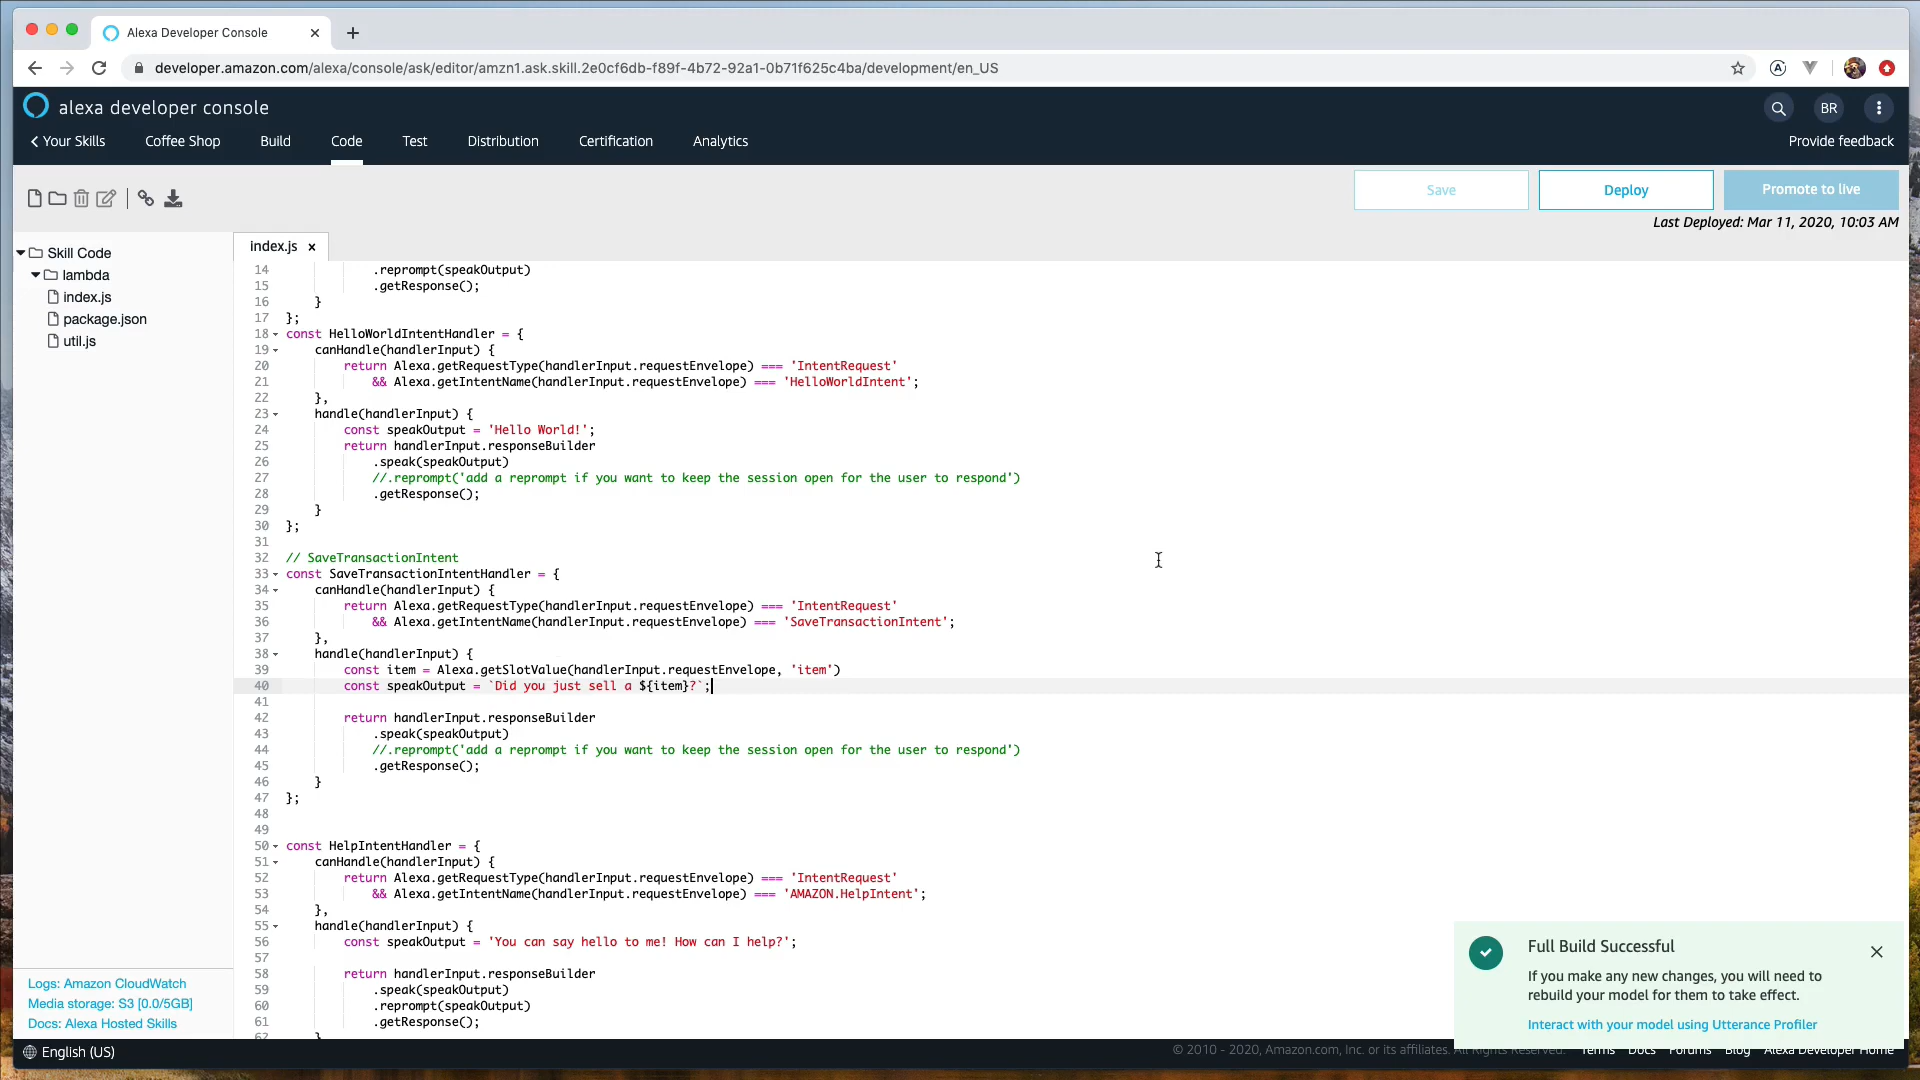 Alexa Developer Console
developer.amazon.com/alexa/console/ask/editor/amzn1.ask.skill.2e0cf6db-f89f-4b72-92a1-0b71f625c4ba/development/en_US
alexa developer console
BR
Your Skills
Coffee Shop
Build
Code
Test
Distribution
Certification
Analytics
Provide feedback
Save
Deploy
Promote to live
Last Deployed: Mar 11, 2020, 10:03 AM
Skill Code
lambda
index.js
package.json
util.js
index.js
14 .reprompt(speakOutput)
15 .getResponse();
16 }
17 };
18 const HelloWorldIntentHandler = {
19 canHandle(handlerInput) {
20 return Alexa.getRequestType(handlerInput.requestEnvelope) === 'IntentRequest'
21 && Alexa.getIntentName(handlerInput.requestEnvelope) === 'HelloWorldIntent';
22 },
23 handle(handlerInput) {
24 const speakOutput = 'Hello World!';
25 return handlerInput.responseBuilder
26 .speak(speakOutput)
27 //.reprompt('add a reprompt if you want to keep the session open for the user to respond')
28 .getResponse();
29 }
30 };
31
32 // SaveTransactionIntent
33 const SaveTransactionIntentHandler = {
34 canHandle(handlerInput) {
35 return Alexa.getRequestType(handlerInput.requestEnvelope) === 'IntentRequest'
36 && Alexa.getIntentName(handlerInput.requestEnvelope) === 'SaveTransactionIntent';
37 },
38 handle(handlerInput) {
39 const item = Alexa.getSlotValue(handlerInput.requestEnvelope, 'item')
40 const speakOutput = `Did you just sell a ${item}?`;
41
42 return handlerInput.responseBuilder
43 .speak(speakOutput)
44 //.reprompt('add a reprompt if you want to keep the session open for the user to respond')
45 .getResponse();
46 }
47 };
48
49
50 const HelpIntentHandler = {
51 canHandle(handlerInput) {
52 return Alexa.getRequestType(handlerInput.requestEnvelope) === 'IntentRequest'
53 && Alexa.getIntentName(handlerInput.requestEnvelope) === 'AMAZON.HelpIntent';
54 },
55 handle(handlerInput) {
56 const speakOutput = 'You can say hello to me! How can I help?';
57
58 return handlerInput.responseBuilder
59 .speak(speakOutput)
60 .reprompt(speakOutput)
61 .getResponse();
62 }
Logs: Amazon CloudWatch
Media storage: S3 [0.0/5GB]
Docs: Alexa Hosted Skills
Full Build Successful
If you make any new changes, you will need to
rebuild your model for them to take effect.
Interact with your model using Utterance Profiler
English (US)
© 2010 - 2020, Amazon.com, Inc. or its affiliates. All Rights Reserved.
Terms Docs Forums Blog Alexa Developer Home